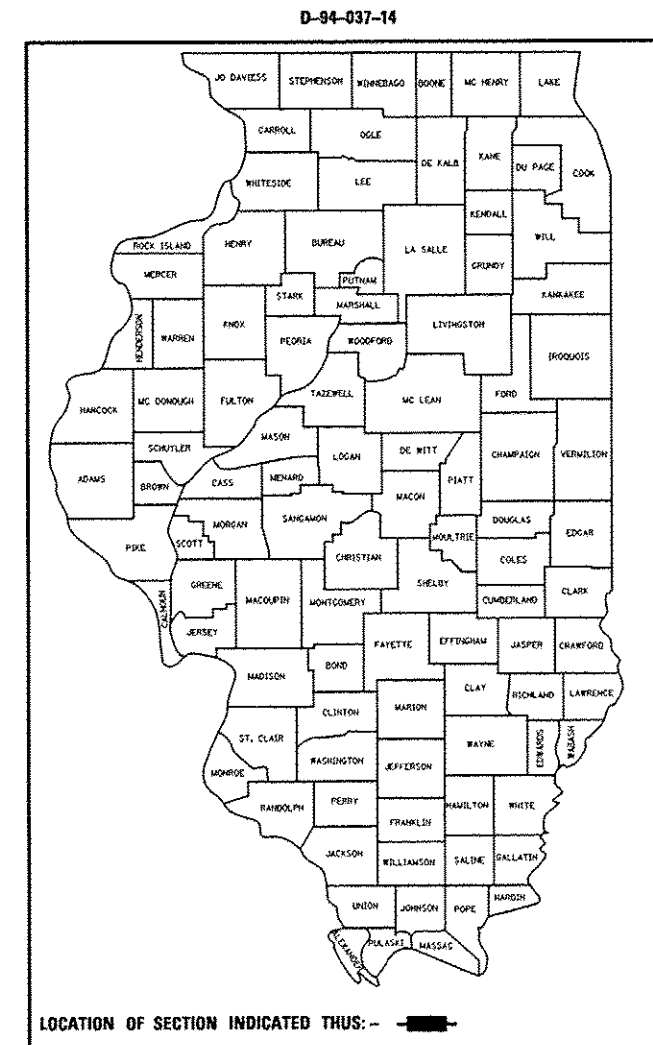 D-94-037-14
JO DAVIESS STEPHENSON WINNEBAGO BOONE MC HENRY LAKE
CARROLL OGLE DE KALB KANE DU PAGE COOK
WHITESIDE LEE
KENDALL
ROCK ISLAND HENRY BUREAU LA SALLE GRUNDY WILL
MERCER PUTNAM
STARK MARSHALL KANKAKEE
HENDERSON WARREN KNOX PEORIA WOODFORD LIVINGSTON IROQUOIS
HANCOCK MC DONOUGH FULTON TAZEWELL MC LEAN FORD
MASON
SCHUYLER LOGAN DE WITT CHAMPAIGN VERMILION
ADAMS BROWN CASS MENARD PIATT
MACON
MORGAN SANGAMON DOUGLAS EDGAR
PIKE SCOTT CHRISTIAN MOULTRIE COLES
GREENE MACOUPIN MONTGOMERY SHELBY CUMBERLAND CLARK
CALHOUN JERSEY FAYETTE EFFINGHAM JASPER CRAWFORD
MADISON BOND
CLAY RICHLAND LAWRENCE
CLINTON MARION
ST. CLAIR WAYNE EDWARDS WABASH
MONROE WASHINGTON JEFFERSON
RANDOLPH PERRY HAMILTON WHITE
FRANKLIN
JACKSON WILLIAMSON SALINE GALLATIN
UNION JOHNSON POPE HARDIN
ALEXANDER PULASKI MASSAS
LOCATION OF SECTION INDICATED THUS: -